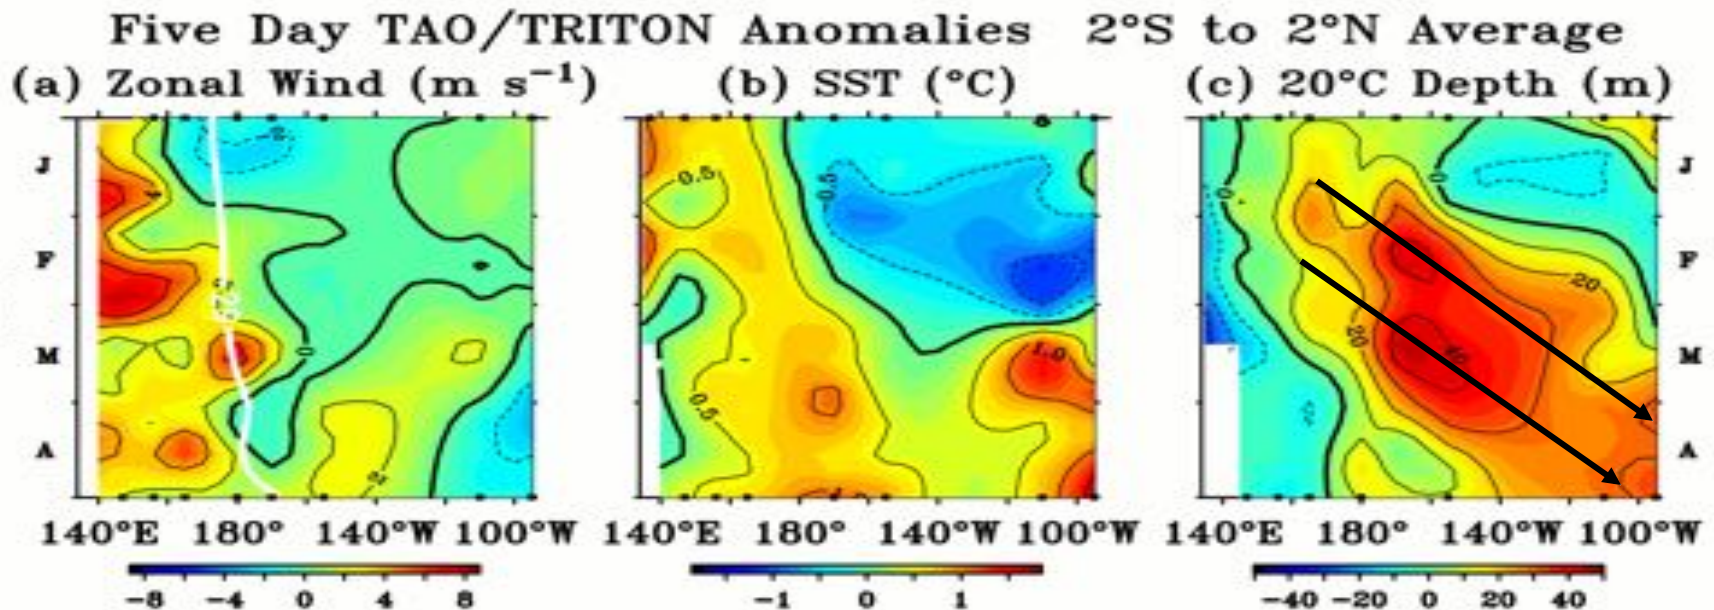 Five Day TAO/TRITON Anomalies 2°S to 2°N Average
(a) Zonal Wind (m s⁻¹) (b) SST (°C) (c) 20°C Depth (m)
J J
F F
M M
A A
0
0.5
0.5
1.0
0
0
20
20
40
140°E 180° 140°W 100°W 140°E 180° 140°W 100°W 140°E 180° 140°W 100°W
-8 -4 0 4 8 -1 0 1 -40 -20 0 20 40